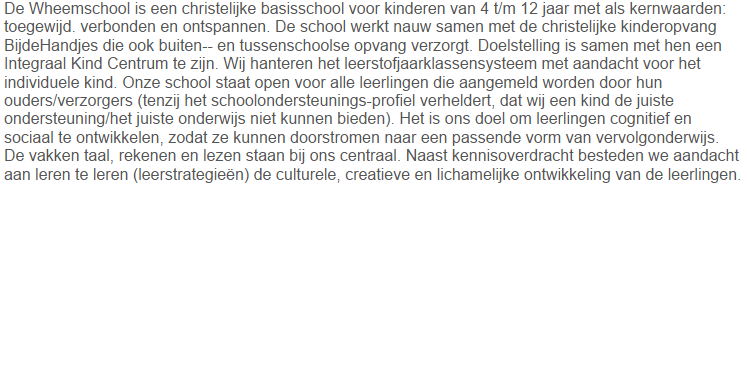 De Wheemschool is een christelijke basisschool voor kinderen van 4 t/m 12 jaar met als kernwaarden:
toegewijd. verbonden en ontspannen. De school werkt nauw samen met de christelijke kinderopvang
BijdeHandjes die ook buiten-- en tussenschoolse opvang verzorgt. Doelstelling is samen met hen een
Integraal Kind Centrum te zijn. Wij hanteren het leerstofjaarklassensysteem met aandacht voor het
individuele kind. Onze school staat open voor alle leerlingen die aangemeld worden door hun
ouders/verzorgers (tenzij het schoolondersteunings-profiel verheldert, dat wij een kind de juiste
ondersteuning/het juiste onderwijs niet kunnen bieden). Het is ons doel om leerlingen cognitief en
sociaal te ontwikkelen, zodat ze kunnen doorstromen naar een passende vorm van vervolgonderwijs.
De vakken taal, rekenen en lezen staan bij ons centraal. Naast kennisoverdracht besteden we aandacht
aan leren te leren (leerstrategieën) de culturele, creatieve en lichamelijke ontwikkeling van de leerlingen.